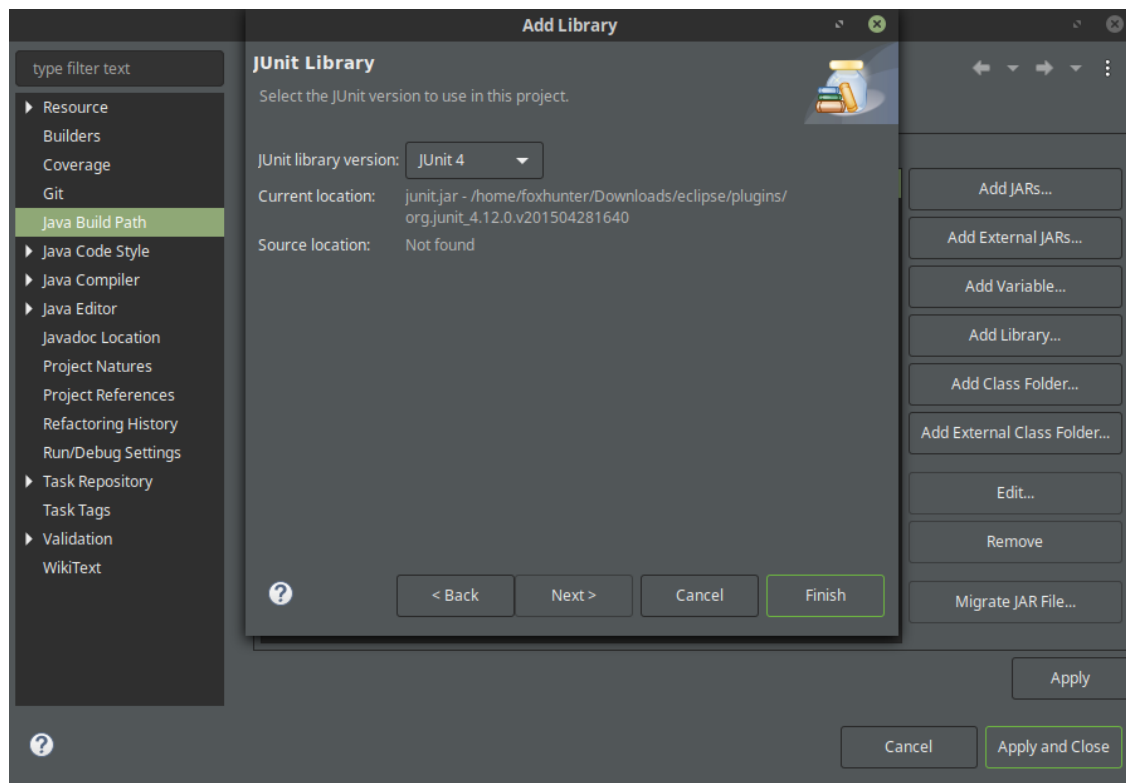 Add Library
type filter text
Resource
Builders
Coverage
Git
Java Build Path
Java Code Style
Java Compiler
Java Editor
Javadoc Location
Project Natures
Project References
Refactoring History
Run/Debug Settings
Task Repository
Task Tags
Validation
WikiText
JUnit Library
Select the JUnit version to use in this project.
JUnit library version: JUnit 4
Current location: junit.jar - /home/foxhunter/Downloads/eclipse/plugins/
org.junit_4.12.0.v201504281640
Source location: Not found
< Back Next > Cancel Finish
Add JARs...
Add External JARs...
Add Variable...
Add Library...
Add Class Folder...
Add External Class Folder...
Edit...
Remove
Migrate JAR File...
Apply
Cancel Apply and Close